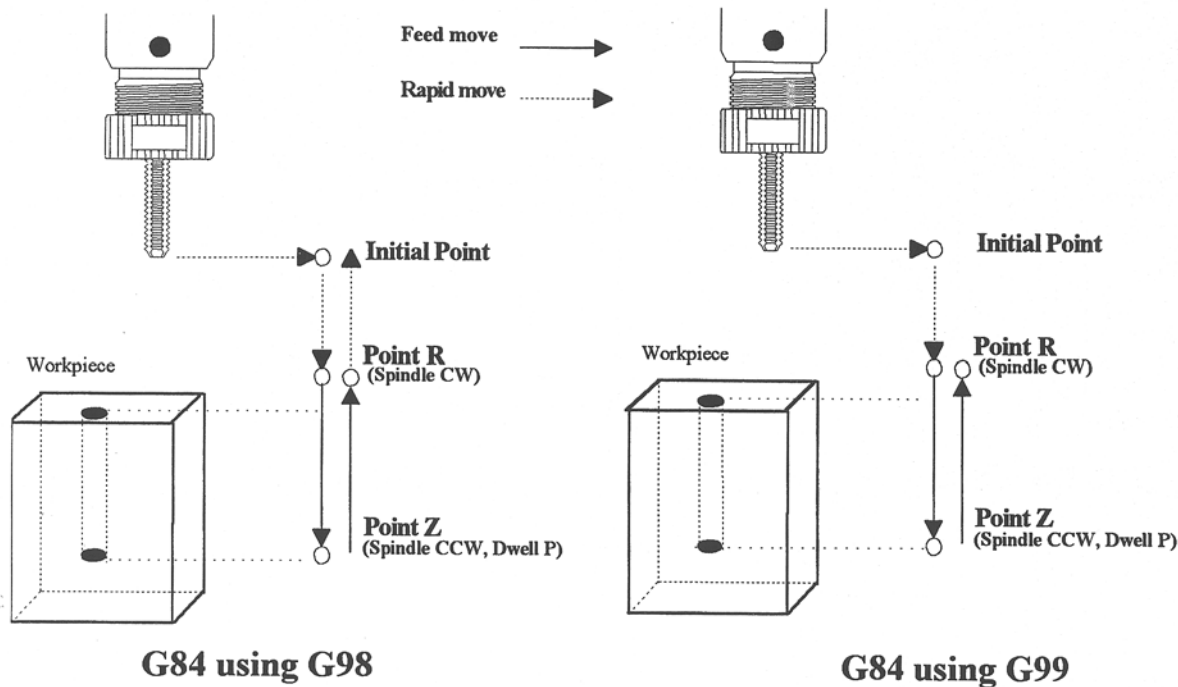 Feed move
Rapid move
Initial Point
Workpiece
Point R
(Spindle CW)
Point Z
(Spindle CCW, Dwell P)
G84 using G98
Initial Point
Workpiece
Point R
(Spindle CW)
Point Z
(Spindle CCW, Dwell P)
G84 using G99